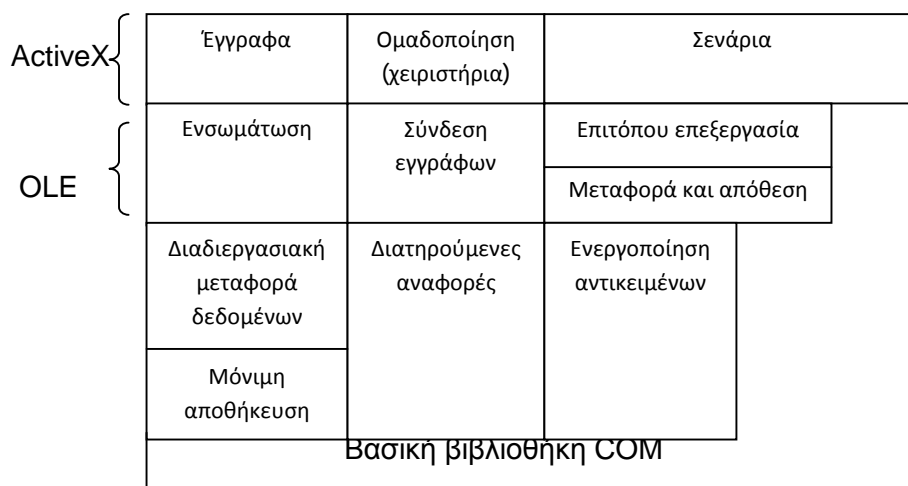 ActiveX
Έγγραφα
Ομαδοποίηση
(χειριστήρια)
Σενάρια
OLE
Ενσωμάτωση
Σύνδεση
εγγράφων
Επιτόπου επεξεργασία
Μεταφορά και απόθεση
Διαδιεργασιακή
μεταφορά
δεδομένων
Διατηρούμενες
αναφορές
Ενεργοποίηση
αντικειμένων
Μόνιμη
αποθήκευση
Βασική βιβλιοθήκη COM